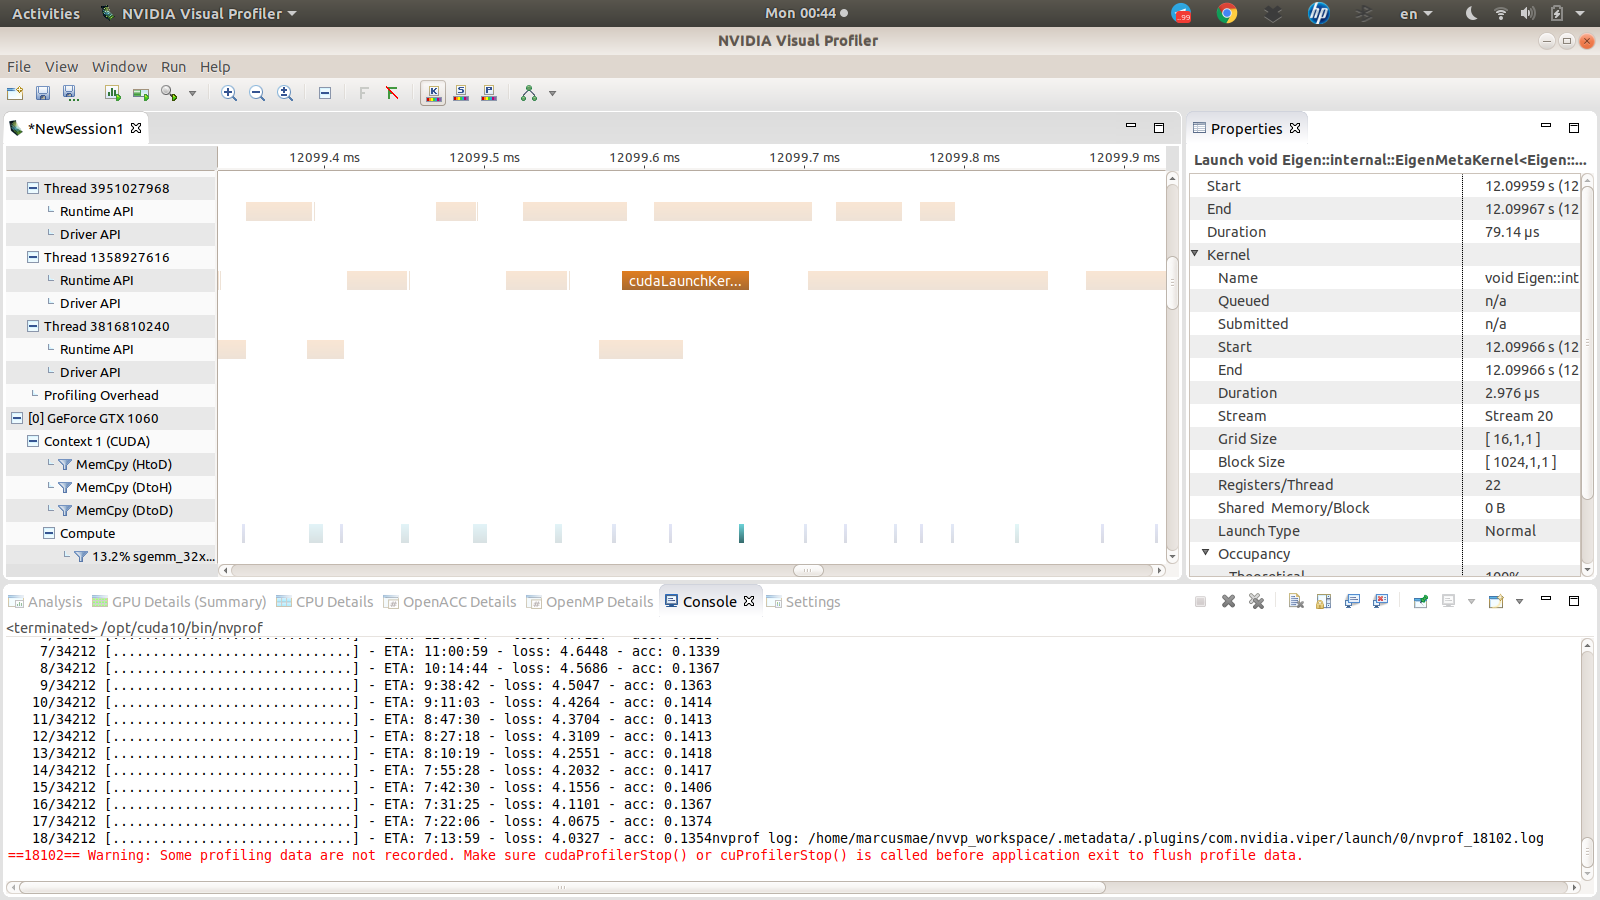 Activities NVIDIA Visual Profiler Mon 00:44 en
NVIDIA Visual Profiler
File View Window Run Help
*NewSession1
12099.4 ms 12099.5 ms 12099.6 ms 12099.7 ms 12099.8 ms 12099.9 ms
Thread 3951027968
Runtime API
Driver API
Thread 1358927616
Runtime API
cudaLaunchKer...
Driver API
Thread 3816810240
Runtime API
Driver API
Profiling Overhead
[0] GeForce GTX 1060
Context 1 (CUDA)
MemCpy (HtoD)
MemCpy (DtoH)
MemCpy (DtoD)
Compute
13.2% sgemm_32x...
Properties
Launch void Eigen::internal::EigenMetaKernel<Eigen::...
Start 12.09959 s (12
End 12.09967 s (12
Duration 79.14 µs
Kernel
Name void Eigen::int
Queued n/a
Submitted n/a
Start 12.09966 s (12
End 12.09966 s (12
Duration 2.976 µs
Stream Stream 20
Grid Size [ 16,1,1 ]
Block Size [ 1024,1,1 ]
Registers/Thread 22
Shared Memory/Block 0 B
Launch Type Normal
Occupancy
Theoretical 100%
Analysis GPU Details (Summary) CPU Details OpenACC Details OpenMP Details Console Settings
<terminated> /opt/cuda10/bin/nvprof
7/34212 [..............................] - ETA: 11:00:59 - loss: 4.6448 - acc: 0.1339
8/34212 [..............................] - ETA: 10:14:44 - loss: 4.5686 - acc: 0.1367
9/34212 [..............................] - ETA: 9:38:42 - loss: 4.5047 - acc: 0.1363
10/34212 [..............................] - ETA: 9:11:03 - loss: 4.4264 - acc: 0.1414
11/34212 [..............................] - ETA: 8:47:30 - loss: 4.3704 - acc: 0.1413
12/34212 [..............................] - ETA: 8:27:18 - loss: 4.3109 - acc: 0.1413
13/34212 [..............................] - ETA: 8:10:19 - loss: 4.2551 - acc: 0.1418
14/34212 [..............................] - ETA: 7:55:28 - loss: 4.2032 - acc: 0.1417
15/34212 [..............................] - ETA: 7:42:30 - loss: 4.1556 - acc: 0.1406
16/34212 [..............................] - ETA: 7:31:25 - loss: 4.1101 - acc: 0.1367
17/34212 [..............................] - ETA: 7:22:06 - loss: 4.0675 - acc: 0.1374
18/34212 [..............................] - ETA: 7:13:59 - loss: 4.0327 - acc: 0.1354nvprof log: /home/marcusmae/nvvp_workspace/.metadata/.plugins/com.nvidia.viper/launch/0/nvprof_18102.log
==18102== Warning: Some profiling data are not recorded. Make sure cudaProfilerStop() or cuProfilerStop() is called before application exit to flush profile data.